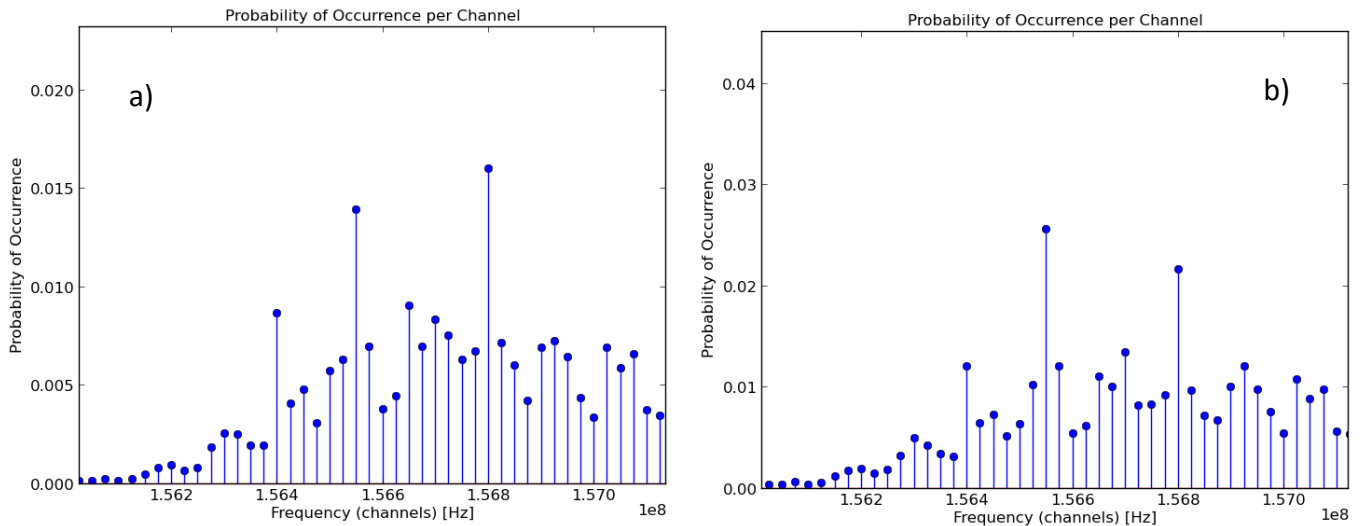 Probability of Occurrence per Channel
a)
Probability of Occurrence
0.020
0.015
0.010
0.005
0.000
1.562 1.564 1.566 1.568 1.570
Frequency (channels) [Hz]
1e8
Probability of Occurrence per Channel
b)
Probability of Occurrence
0.04
0.03
0.02
0.01
0.00
1.562 1.564 1.566 1.568 1.570
Frequency (channels) [Hz]
1e8